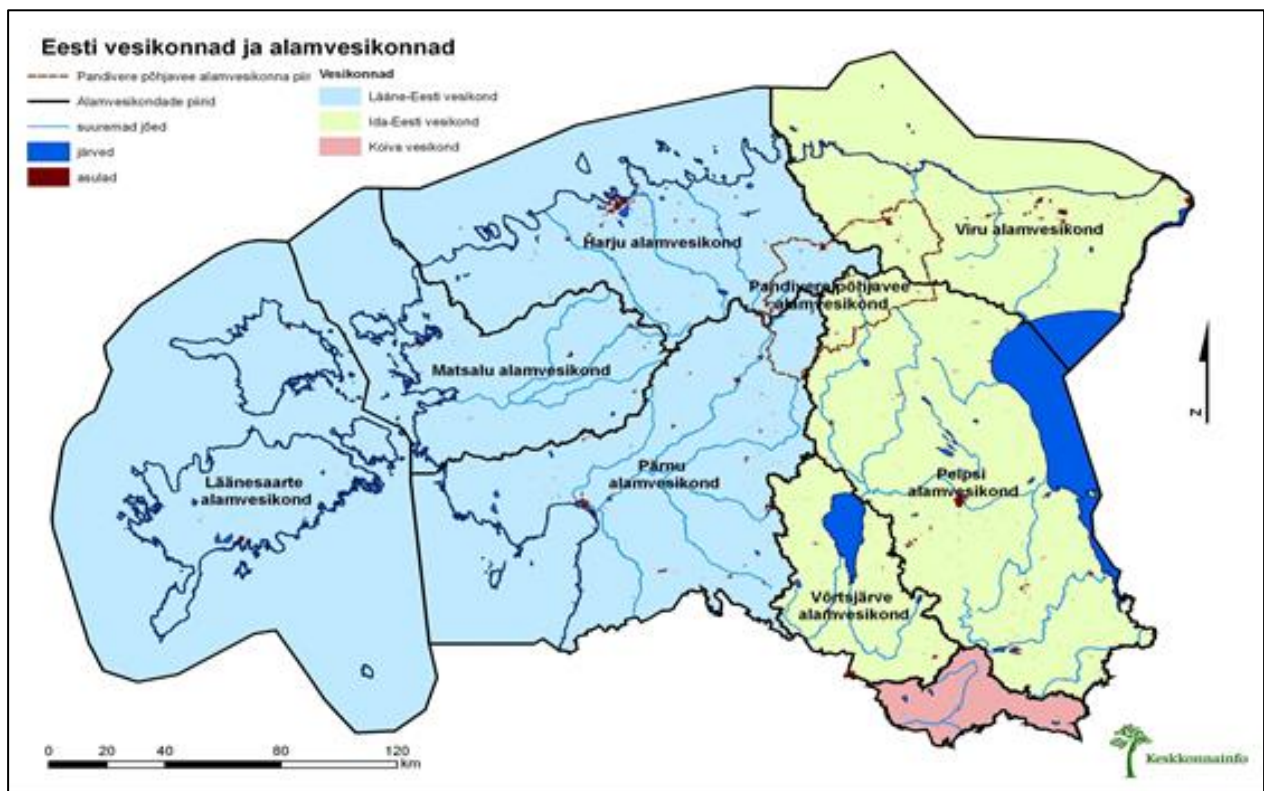 Eesti vesikonnad ja alamvesikonnad
Pandivere põhjavee alamvesikonna piir
Alamvesikondade piirid
suuremad jõed
järved
asulad
Vesikonnad
Lääne-Eesti vesikond
Ida-Eesti vesikond
Koiva vesikond
Harju alamvesikond
Viru alamvesikond
Pandivere põhjavee
alamvesikond
Matsalu alamvesikond
Läänesaarte
alamvesikond
Pärnu
alamvesikond
Peipsi
alamvesikond
Võrtsjärve
alamvesikond
N
0 20 40 80 120
km
Keskkonnainfo